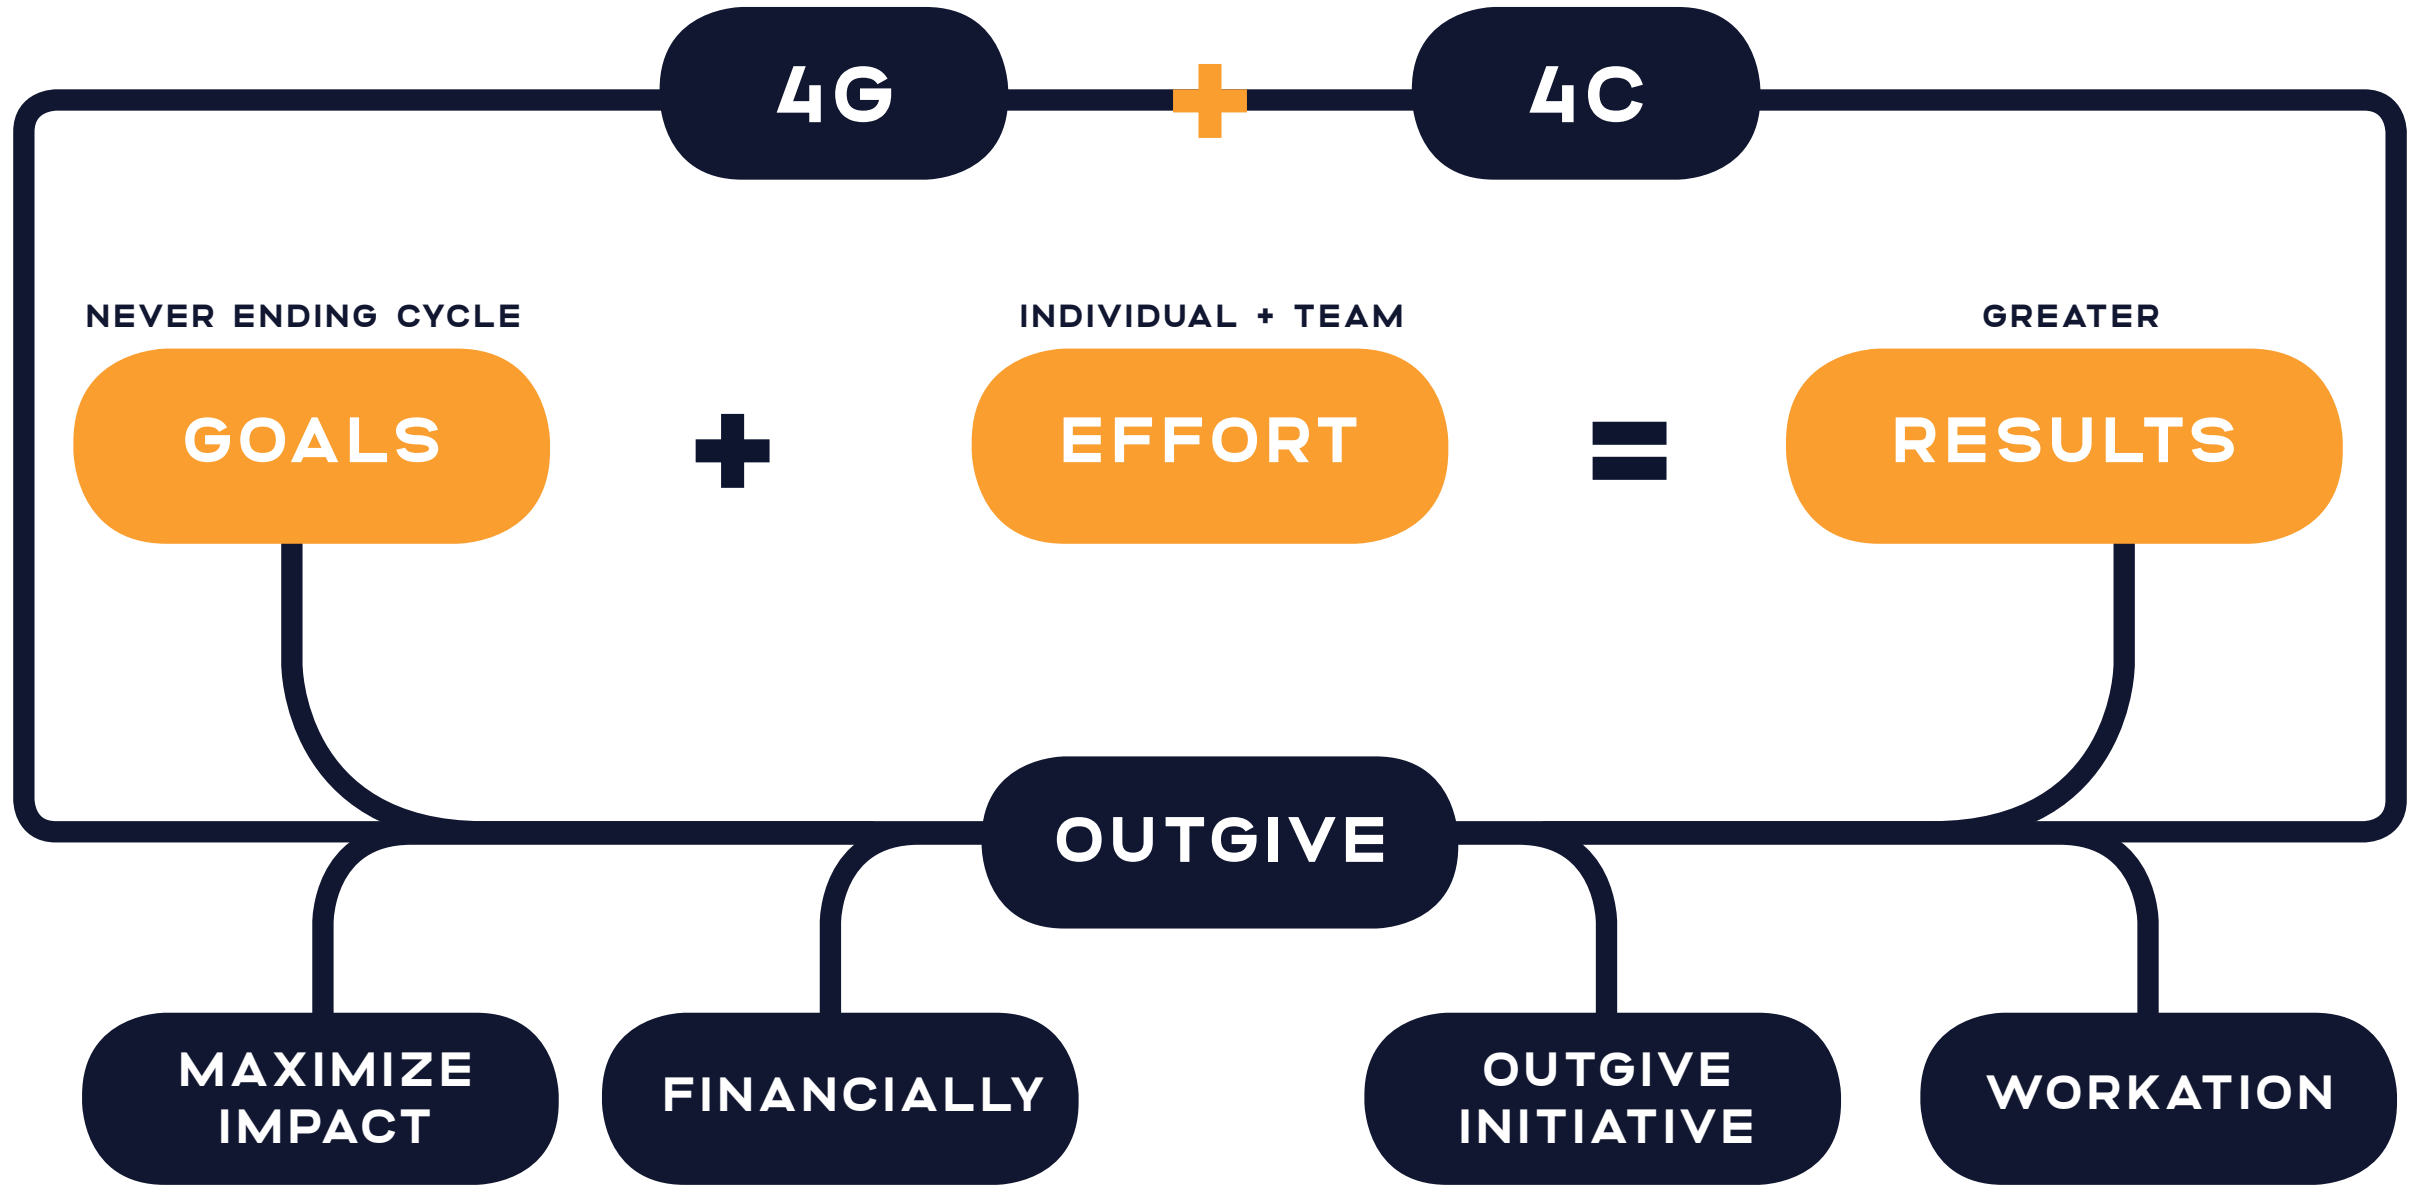 4G + 4C
NEVER ENDING CYCLE
GOALS
+
INDIVIDUAL + TEAM
EFFORT
=
GREATER
RESULTS
OUTGIVE
MAXIMIZE
IMPACT
FINANCIALLY
OUTGIVE
INITIATIVE
WORKATION